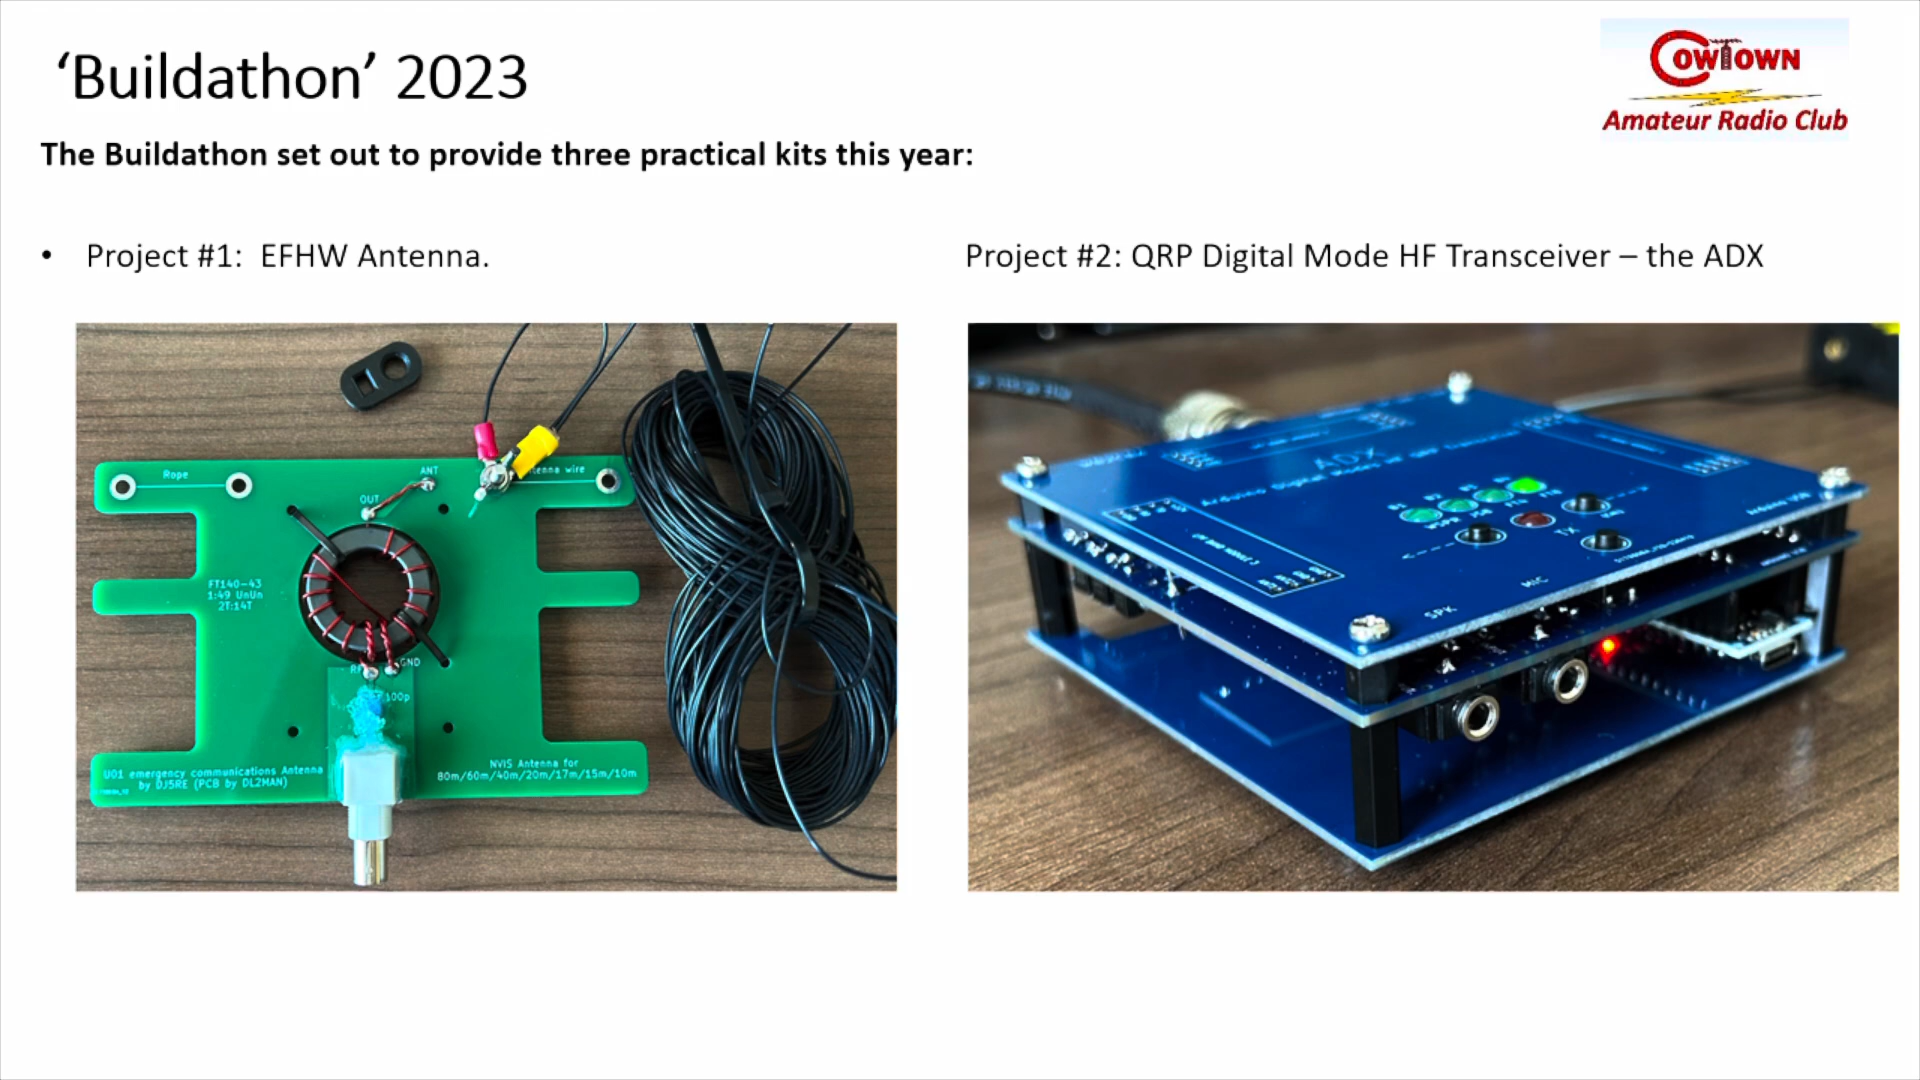 ‘Buildathon’ 2023
COWTOWN
Amateur Radio Club
The Buildathon set out to provide three practical kits this year:
• Project #1: EFHW Antenna.
Project #2: QRP Digital Mode HF Transceiver – the ADX
Rope
ANT
OUT
FT140-43
1:49 UnUn
2T:14T
GND
100p
U01 emergency communications Antenna
by DJ5RE (PCB by DL2MAN)
NVIS Antenna for
80m/60m/40m/20m/17m/15m/10m
wire
ADX
TX
MIC
SPK